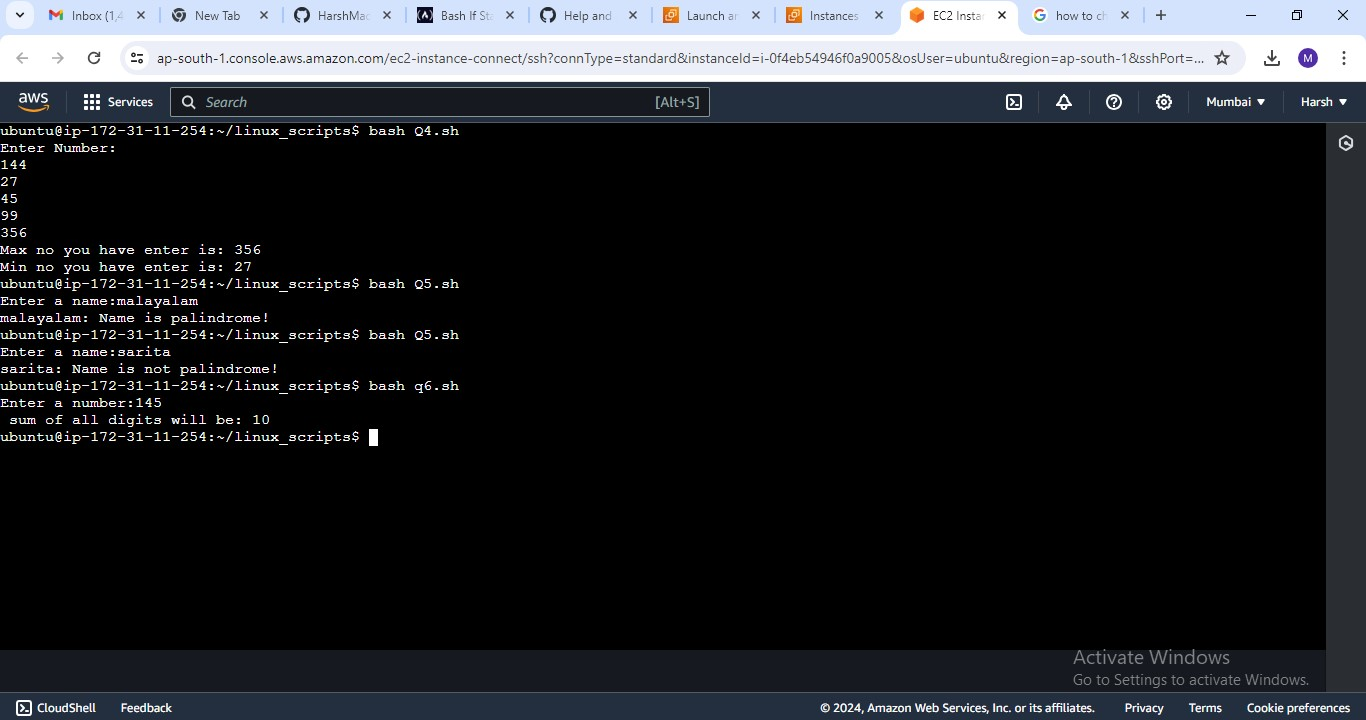 Inbox (1,4
New Tab
HarshMac
Bash If Sta
Help and
Launch an
Instances
EC2 Instan
how to ch
ap-south-1.console.aws.amazon.com/ec2-instance-connect/ssh?connType=standard&instanceId=i-0f4eb54946f0a9005&osUser=ubuntu&region=ap-south-1&sshPort=...
M
aws
Services
Search
[Alt+S]
Mumbai
Harsh
ubuntu@ip-172-31-11-254:~/linux_scripts$ bash Q4.sh
Enter Number:
144
27
45
99
356
Max no you have enter is: 356
Min no you have enter is: 27
ubuntu@ip-172-31-11-254:~/linux_scripts$ bash Q5.sh
Enter a name:malayalam
malayalam: Name is palindrome!
ubuntu@ip-172-31-11-254:~/linux_scripts$ bash Q5.sh
Enter a name:sarita
sarita: Name is not palindrome!
ubuntu@ip-172-31-11-254:~/linux_scripts$ bash q6.sh
Enter a number:145
 sum of all digits will be: 10
ubuntu@ip-172-31-11-254:~/linux_scripts$
Activate Windows
Go to Settings to activate Windows.
CloudShell
Feedback
© 2024, Amazon Web Services, Inc. or its affiliates.
Privacy
Terms
Cookie preferences